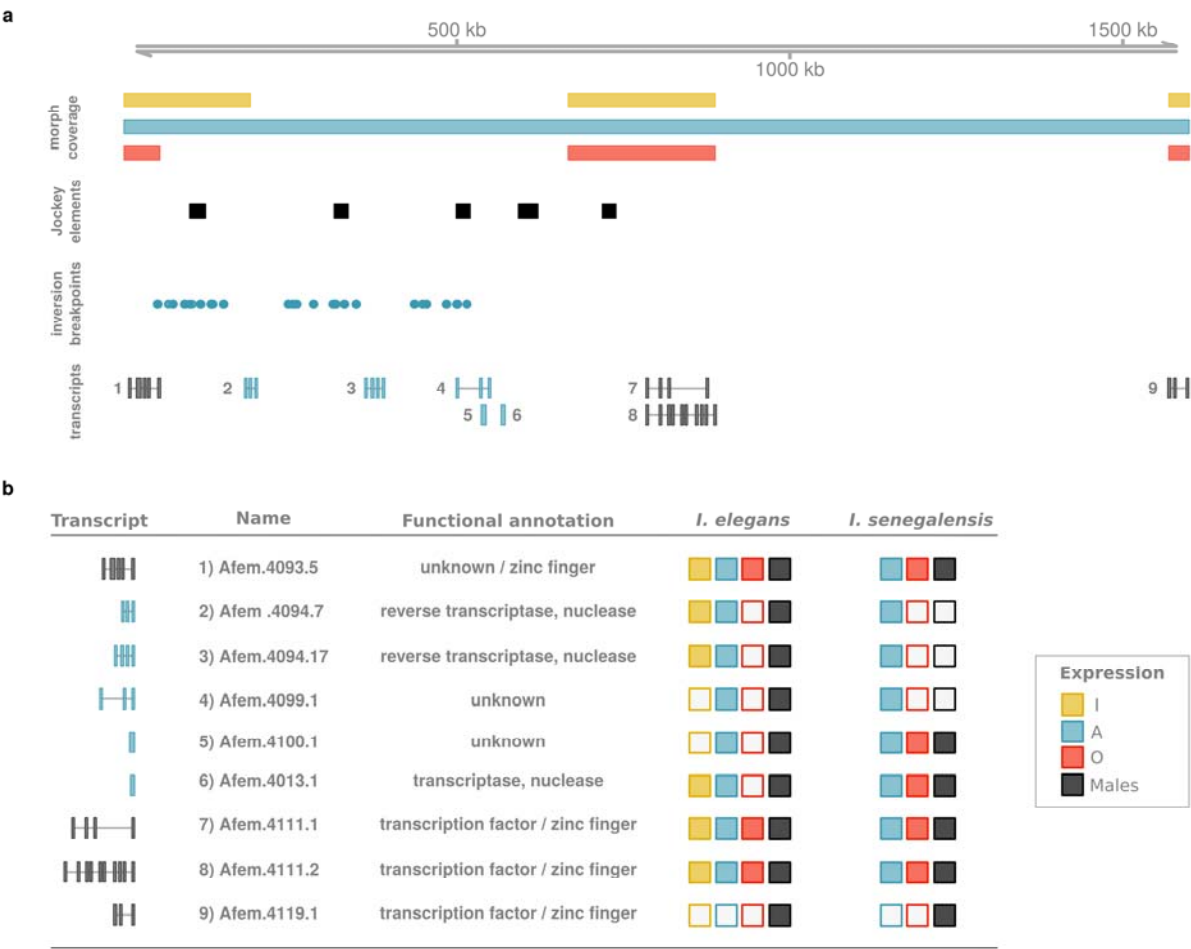 a
500 kb
1500 kb
1000 kb
morph
coverage
Jockey
elements
inversion
breakpoints
transcripts
1
2
3
4
7
9
5
6
8
b
Transcript Name Functional annotation I. elegans I. senegalensis
1) Afem.4093.5 unknown / zinc finger
2) Afem .4094.7 reverse transcriptase, nuclease
3) Afem.4094.17 reverse transcriptase, nuclease
4) Afem.4099.1 unknown
5) Afem.4100.1 unknown
6) Afem.4013.1 transcriptase, nuclease
7) Afem.4111.1 transcription factor / zinc finger
8) Afem.4111.2 transcription factor / zinc finger
9) Afem.4119.1 transcription factor / zinc finger
Expression
I
A
O
Males